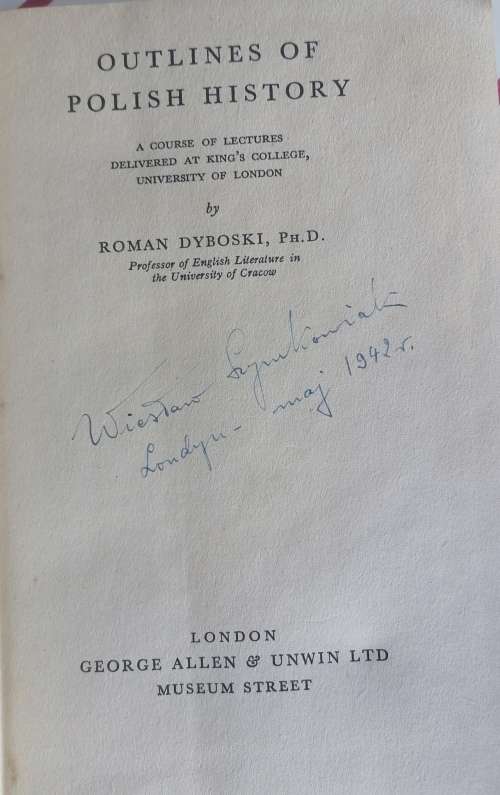 OUTLINES OF
POLISH HISTORY
A COURSE OF LECTURES
DELIVERED AT KING'S COLLEGE,
UNIVERSITY OF LONDON
by
ROMAN DYBOSKI, PH.D.
Professor of English Literature in
the University of Cracow
Wiesław Szymkowiak
Londyn - maj 1942 r.
LONDON
GEORGE ALLEN & UNWIN LTD
MUSEUM STREET